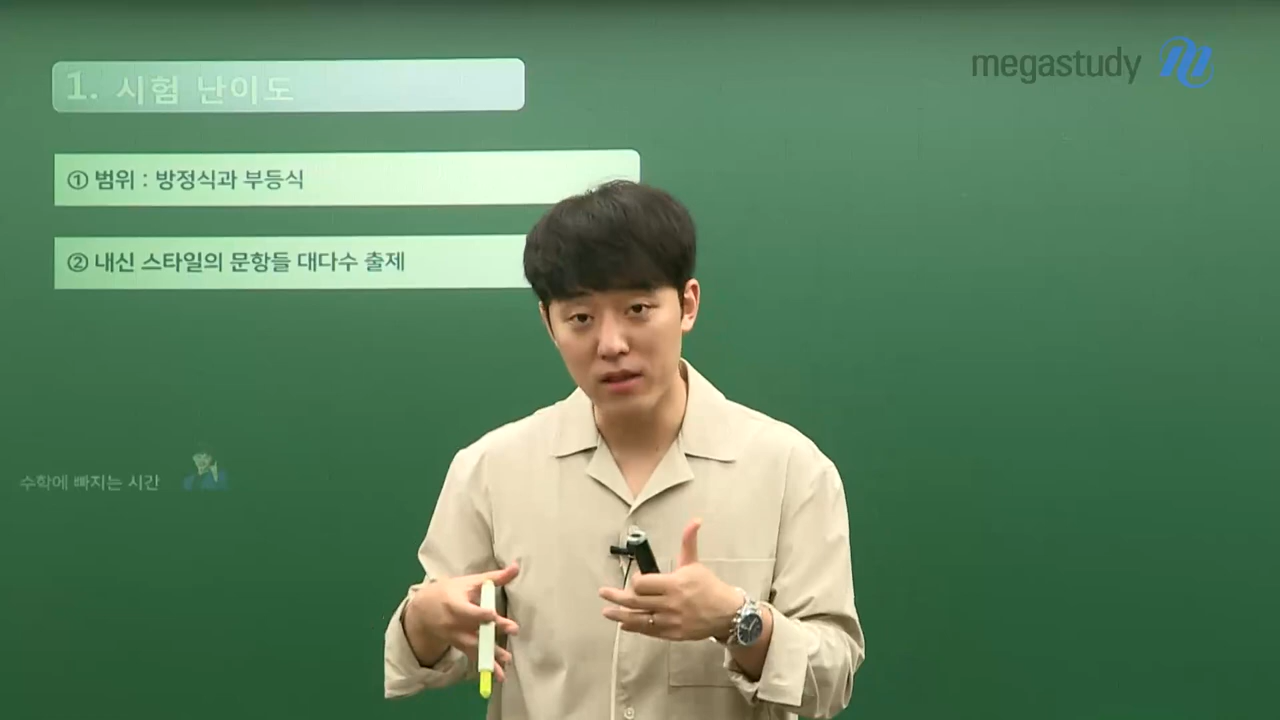 megastudy
1. 시험 난이도
① 범위 : 방정식과 부등식
② 내신 스타일의 문항들 대다수 출제
수학에 빠지는 시간